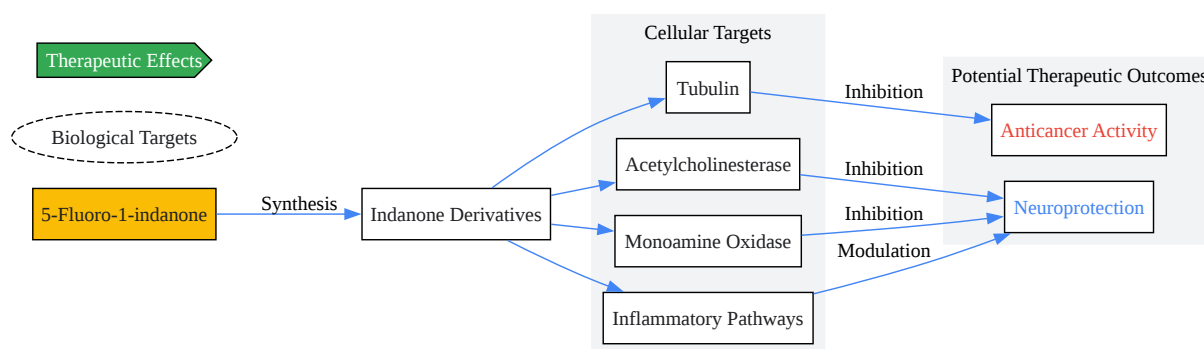 Therapeutic Effects
Biological Targets
5-Fluoro-1-indanone
Synthesis
Indanone Derivatives
Cellular Targets
Tubulin
Acetylcholinesterase
Monoamine Oxidase
Inflammatory Pathways
Inhibition
Inhibition
Inhibition
Modulation
Potential Therapeutic Outcomes
Anticancer Activity
Neuroprotection